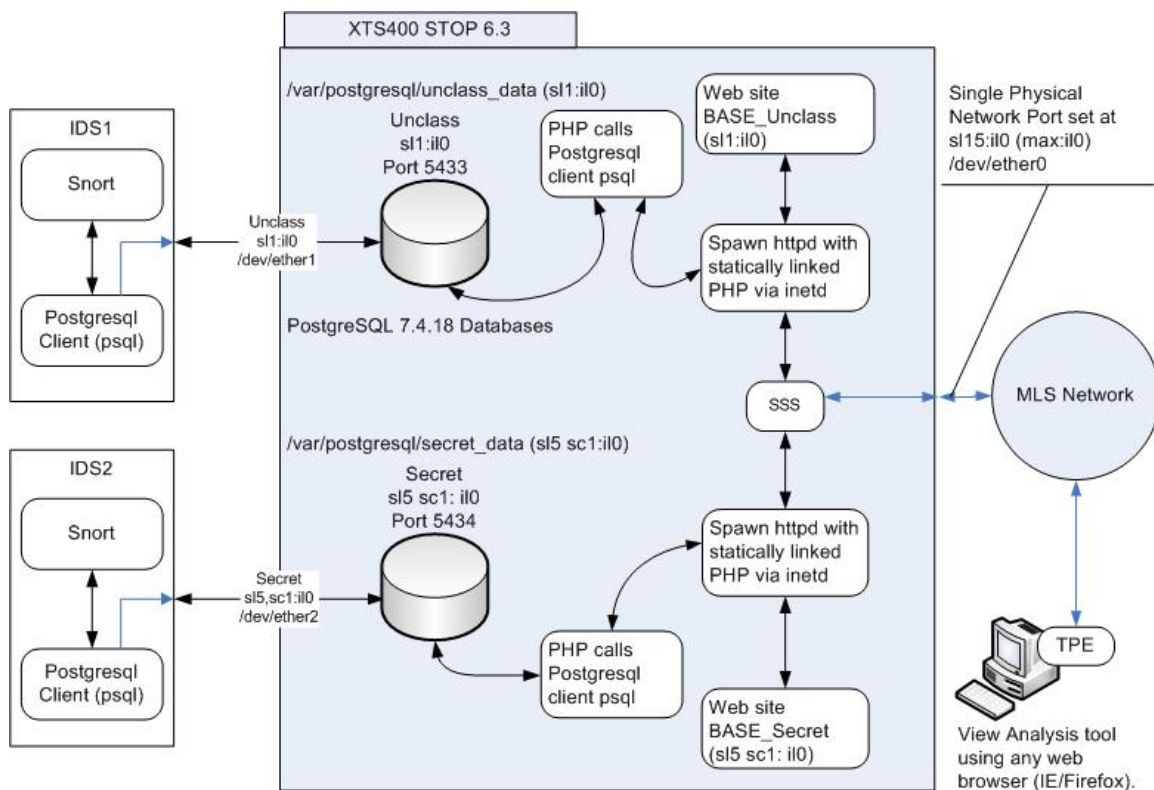 XTS400 STOP 6.3
/var/postgresql/unclass_data (sl1:il0)
IDS1
Snort
Postgresql
Client (psql)
Unclass
sl1:il0
/dev/ether1
Unclass
sl1:il0
Port 5433
PHP calls
Postgresql
client psql
Web site
BASE_Unclass
(sl1:il0)
Spawn httpd with
statically linked
PHP via inetd
PostgreSQL 7.4.18 Databases
Single Physical
Network Port set at
sl15:il0 (max:il0)
/dev/ether0
SSS
MLS Network
/var/postgresql/secret_data (sl5 sc1:il0)
IDS2
Snort
Postgresql
Client (psql)
Secret
sl5,sc1:il0
/dev/ether2
Secret
sl5 sc1: il0
Port 5434
PHP calls
Postgresql
client psql
Spawn httpd with
statically linked
PHP via inetd
Web site
BASE_Secret
(sl5 sc1: il0)
TPE
View Analysis tool
using any web
browser (IE/Firefox).